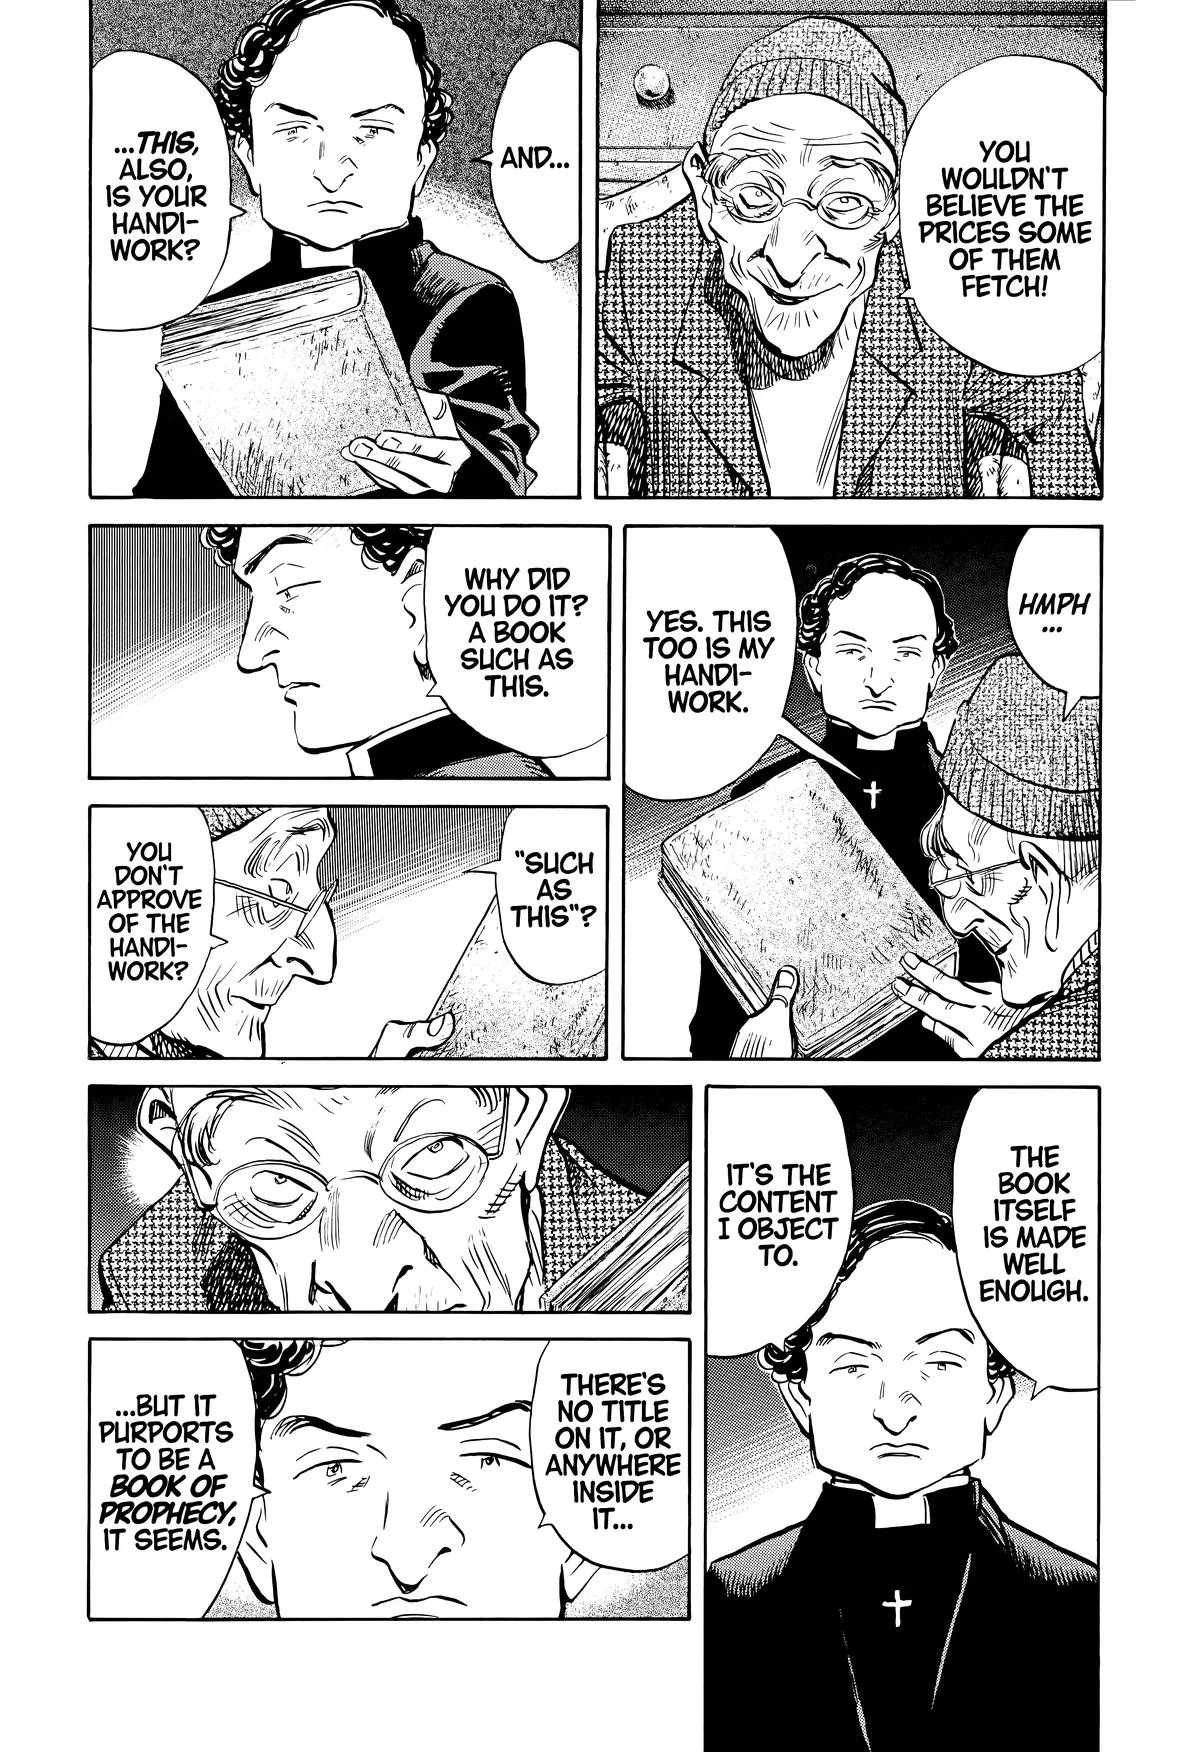 YOU
WOULDN'T
BELIEVE THE
PRICES SOME
OF THEM
FETCH!
AND...
...THIS,
ALSO,
IS YOUR
HANDI-
WORK?
HMPH
...
YES. THIS
TOO IS MY
HANDI-
WORK.
WHY DID
YOU DO IT?
A BOOK
SUCH AS
THIS.
"SUCH
AS
THIS"?
YOU
DON'T
APPROVE
OF THE
HANDI-
WORK?
THE
BOOK
ITSELF
IS MADE
WELL
ENOUGH.
IT'S THE
CONTENT
I OBJECT
TO.
THERE'S
NO TITLE
ON IT, OR
ANYWHERE
INSIDE
IT...
...BUT IT
PURPORTS
TO BE A
BOOK OF
PROPHECY,
IT SEEMS.